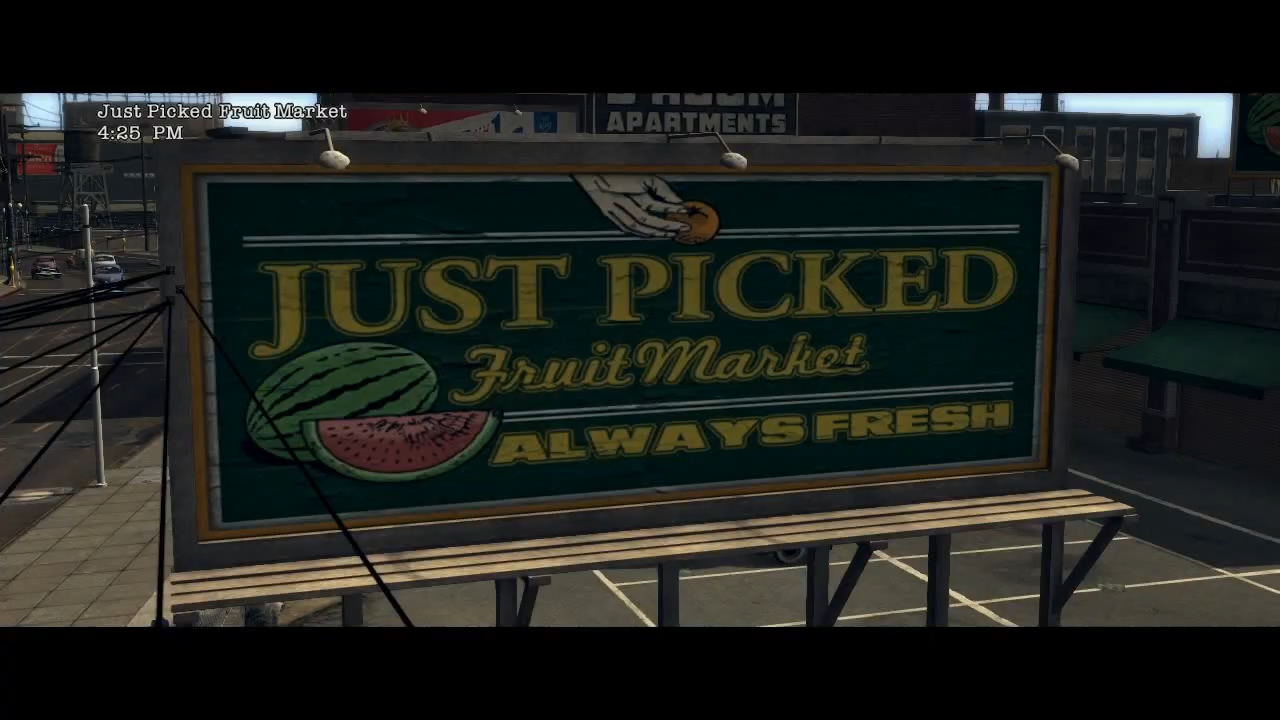 Just Picked Fruit Market
4:25 PM
APARTMENTS
JUST PICKED
Fruit Market
ALWAYS FRESH